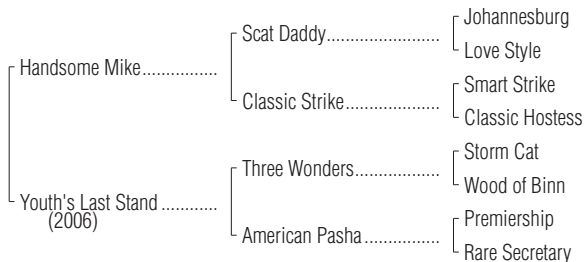 Johannesburg
Scat Daddy
Love Style
Handsome Mike
Smart Strike
Classic Strike
Classic Hostess
Storm Cat
Three Wonders
Wood of Binn
Youth's Last Stand
(2006)
Premiership
American Pasha
Rare Secretary